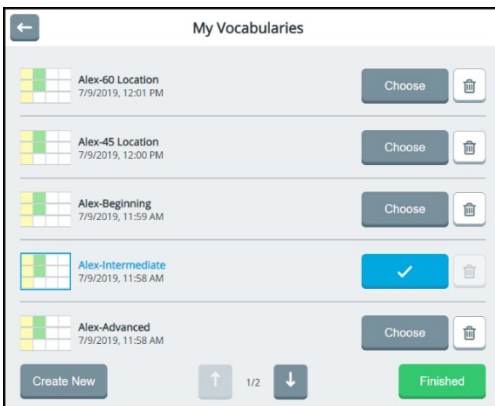 My Vocabularies
Alex-60 Location
7/9/2019, 12:01 PM
Choose
Alex-45 Location
7/9/2019, 12:00 PM
Choose
Alex-Beginning
7/9/2019, 11:59 AM
Choose
Alex-Intermediate
7/9/2019, 11:58 AM
Alex-Advanced
7/9/2019, 11:58 AM
Choose
Create New
1/2
Finished